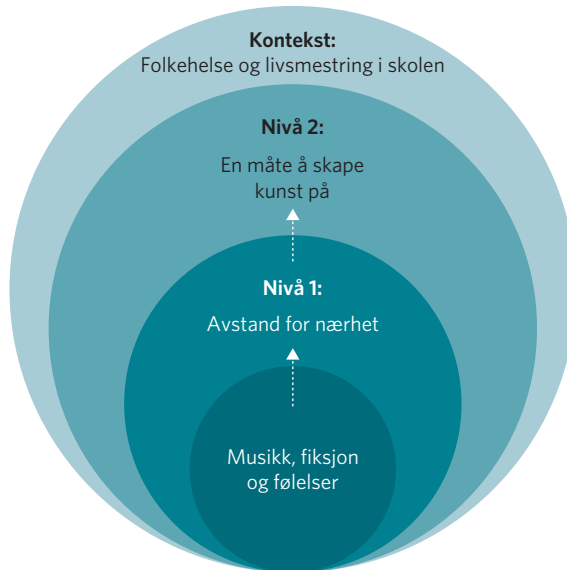 Kontekst:
Folkehelse og livsmestring i skolen
Nivå 2:
En måte å skape
kunst på
Nivå 1:
Avstand for nærhet
Musikk, fiksjon
og følelser